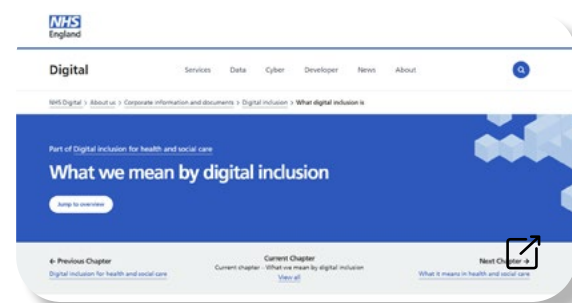 NHS
England
Digital Services Data Cyber Developer News About
NHS Digital > About us > Corporate information and documents > Digital inclusion > What digital inclusion is
Part of Digital inclusion for health and social care
What we mean by digital inclusion
Jump to overview
← Previous Chapter
Digital inclusion for health and social care
Current Chapter
Current chapter - What we mean by digital inclusion
View all
Next Chapter →
What it means in health and social care